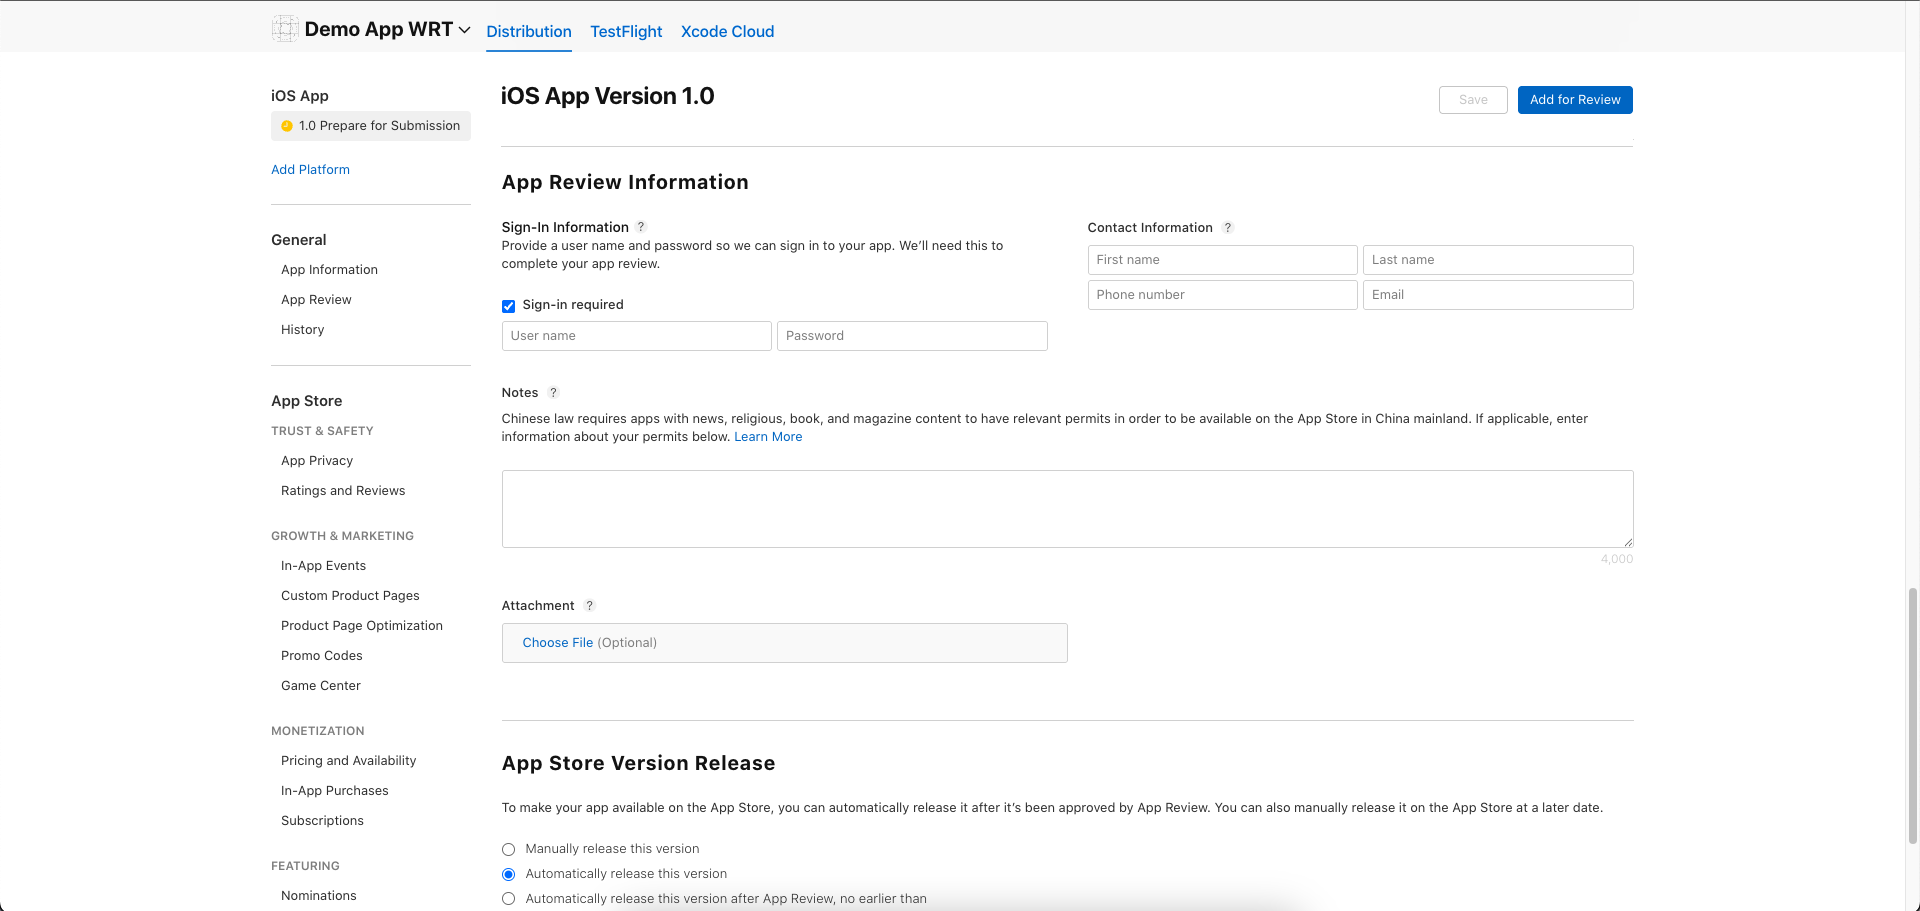 Demo App WRT
Distribution
TestFlight
Xcode Cloud
iOS App
1.0 Prepare for Submission
Add Platform
General
App Information
App Review
History
App Store
TRUST & SAFETY
App Privacy
Ratings and Reviews
GROWTH & MARKETING
In-App Events
Custom Product Pages
Product Page Optimization
Promo Codes
Game Center
MONETIZATION
Pricing and Availability
In-App Purchases
Subscriptions
FEATURING
Nominations
iOS App Version 1.0
Save
Add for Review
App Review Information
Sign-In Information ?
Provide a user name and password so we can sign in to your app. We’ll need this to
complete your app review.
Sign-in required
User name
Password
Contact Information ?
First name
Last name
Phone number
Email
Notes ?
Chinese law requires apps with news, religious, book, and magazine content to have relevant permits in order to be available on the App Store in China mainland. If applicable, enter
information about your permits below. Learn More
4,000
Attachment ?
Choose File (Optional)
App Store Version Release
To make your app available on the App Store, you can automatically release it after it’s been approved by App Review. You can also manually release it on the App Store at a later date.
Manually release this version
Automatically release this version
Automatically release this version after App Review, no earlier than